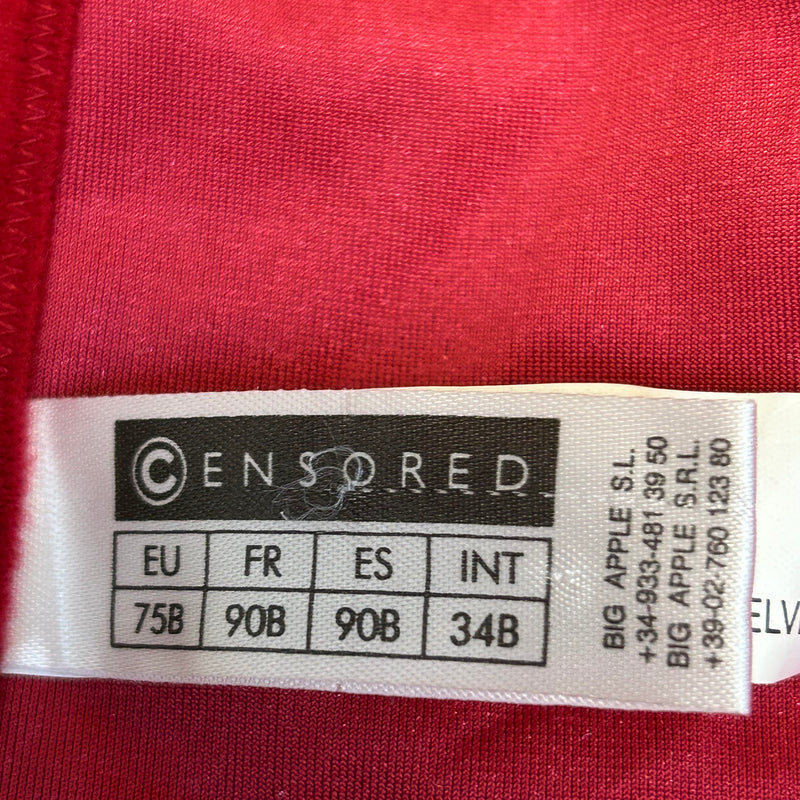 ©ENSORED
EU FR ES INT
75B 90B 90B 34B
BIG APPLE S.L.
+34-933-481 39 50
BIG APPLE S.R.L.
+39-02-760 123 80